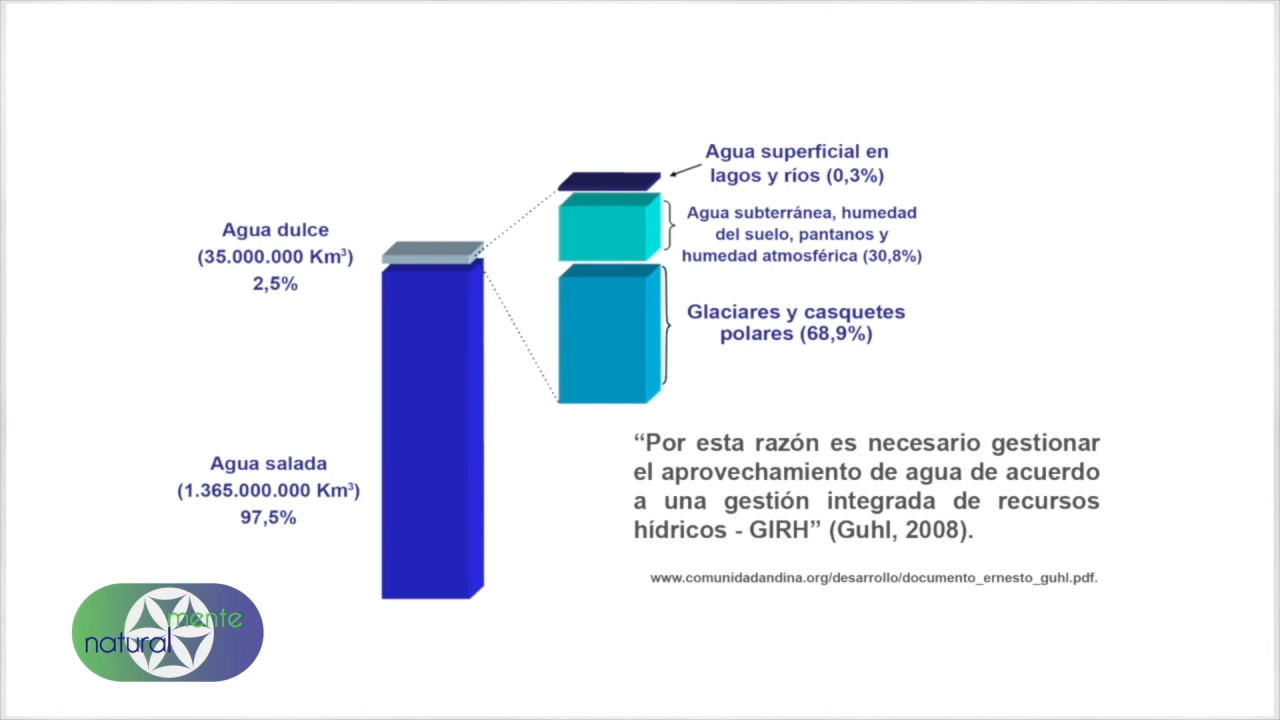 Agua superficial en
lagos y ríos (0,3%)
Agua subterránea, humedad
del suelo, pantanos y
humedad atmosférica (30,8%)
Agua dulce
(35.000.000 Km³)
2,5%
Glaciares y casquetes
polares (68,9%)
Agua salada
(1.365.000.000 Km³)
97,5%
“Por esta razón es necesario gestionar
el aprovechamiento de agua de acuerdo
a una gestión integrada de recursos
hídricos - GIRH” (Guhl, 2008).
www.comunidadandina.org/desarrollo/documento_ernesto_guhl.pdf.
natural
mente